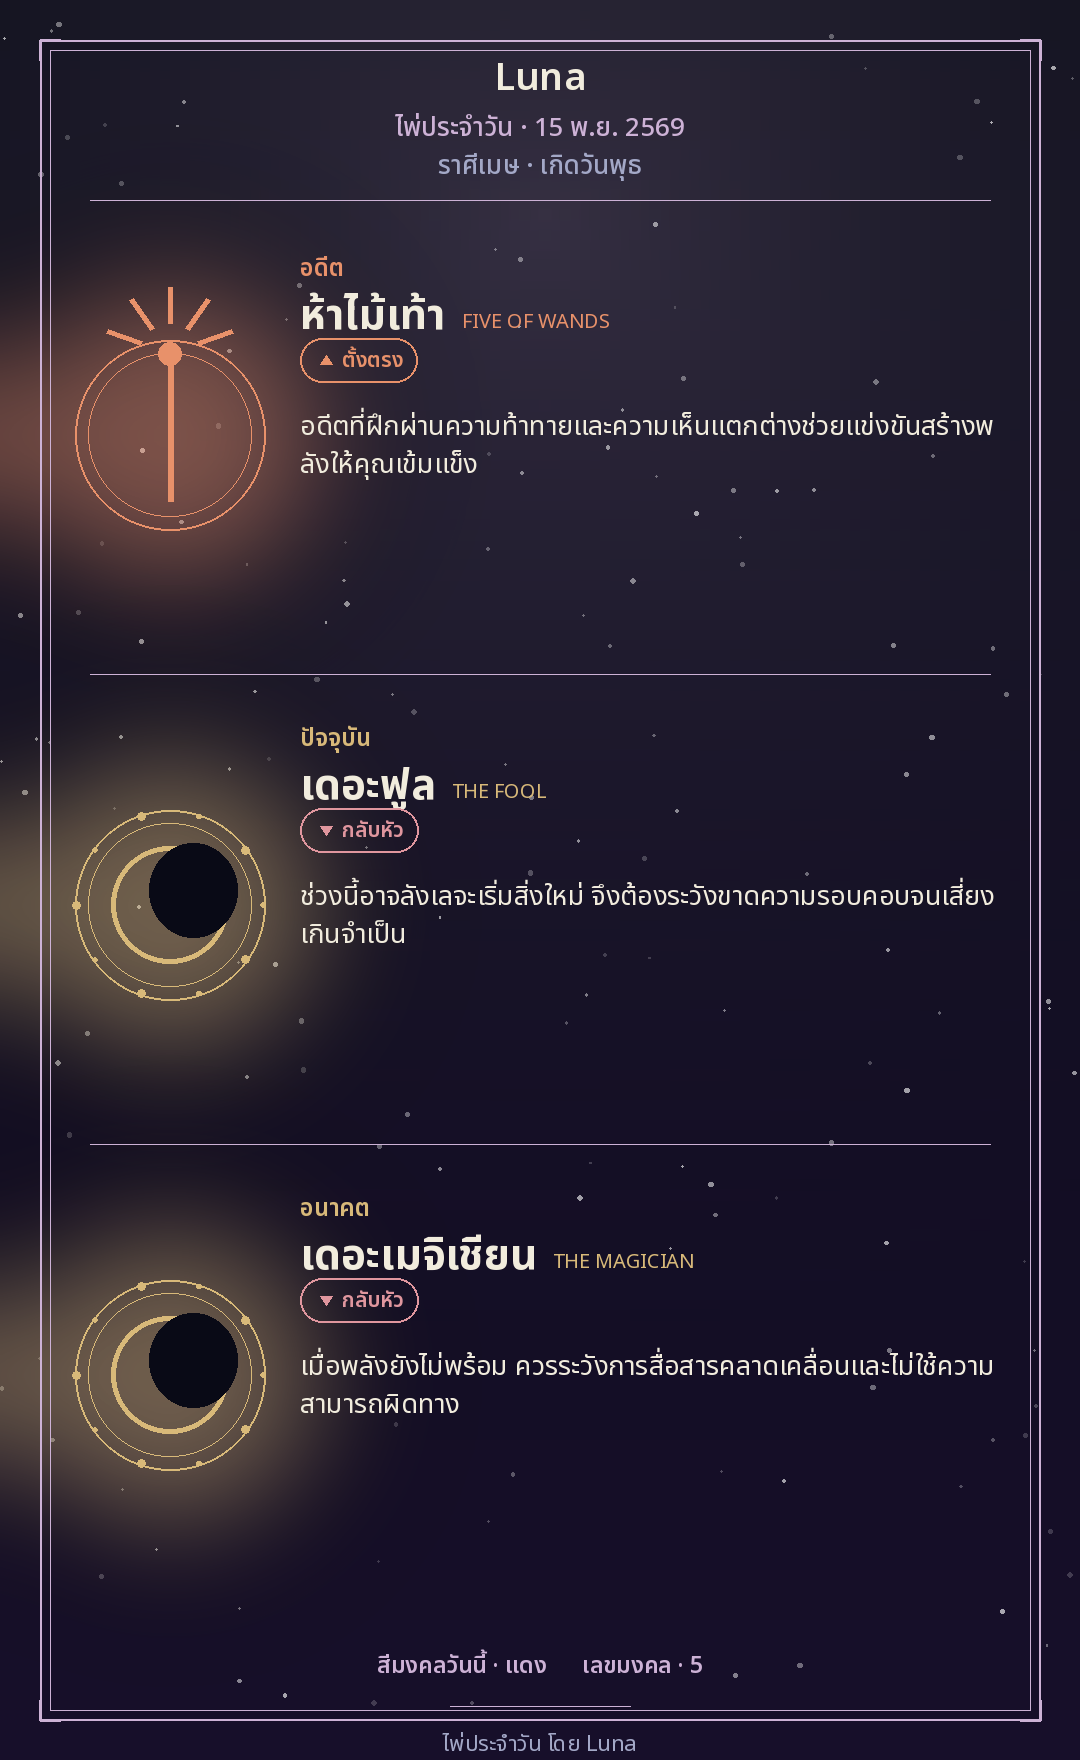 Luna
ไพ่ประจำวัน · 15 พ.ย. 2569
ราศีเมษ · เกิดวันพุธ
อดีต
ห้าไม้เท้า FIVE OF WANDS
▲ ตั้งตรง
อดีตที่ฝึกผ่านความท้าทายและความเห็นแตกต่างช่วยแข่งขันสร้างพ
ลังให้คุณเข้มแข็ง
ปัจจุบัน
เดอะฟูล THE FOOL
▼ กลับหัว
ช่วงนี้อาจลังเลจะเริ่มสิ่งใหม่ จึงต้องระวังขาดความรอบคอบจนเสี่ยง
เกินจำเป็น
อนาคต
เดอะเมจิเชียน THE MAGICIAN
▼ กลับหัว
เมื่อพลังยังไม่พร้อม ควรระวังการสื่อสารคลาดเคลื่อนและไม่ใช้ความ
สามารถผิดทาง
สีมงคลวันนี้ · แดง เลขมงคล · 5
ไพ่ประจำวัน โดย Luna